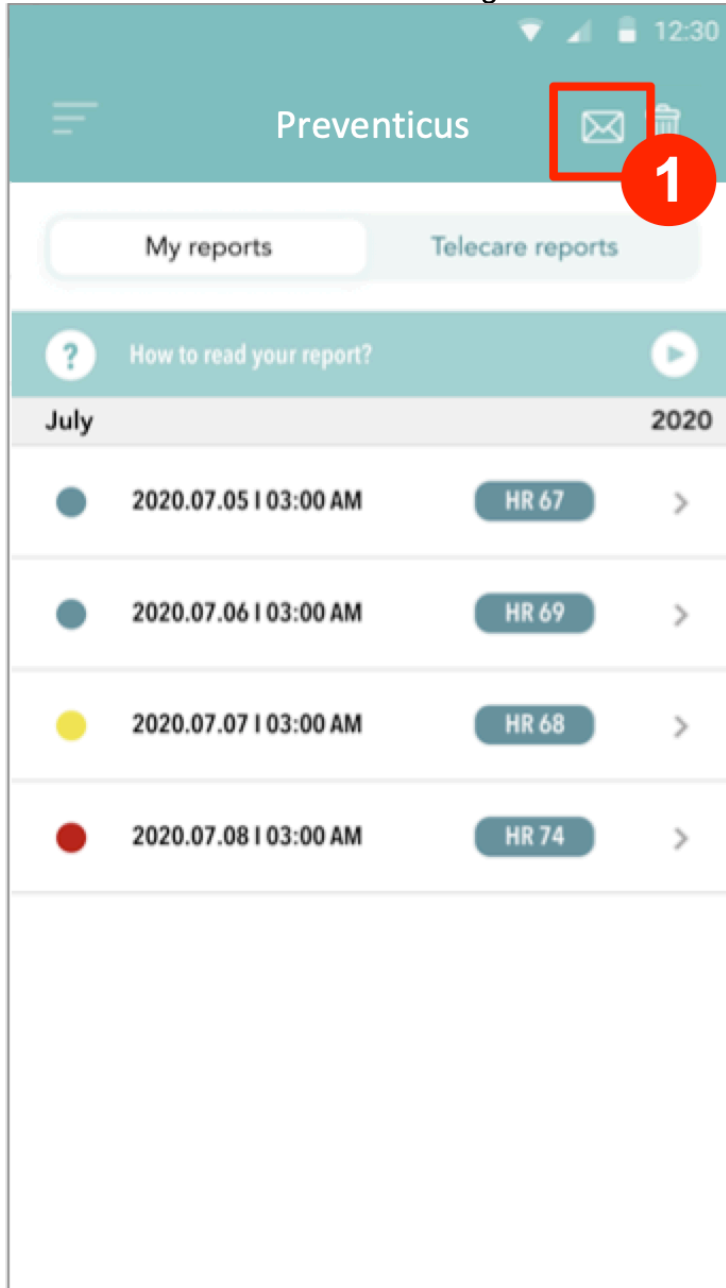 12:30
Preventicus
1
My reports Telecare reports
? How to read your report?
July 2020
2020.07.05 I 03:00 AM HR 67
2020.07.06 I 03:00 AM HR 69
2020.07.07 I 03:00 AM HR 68
2020.07.08 I 03:00 AM HR 74